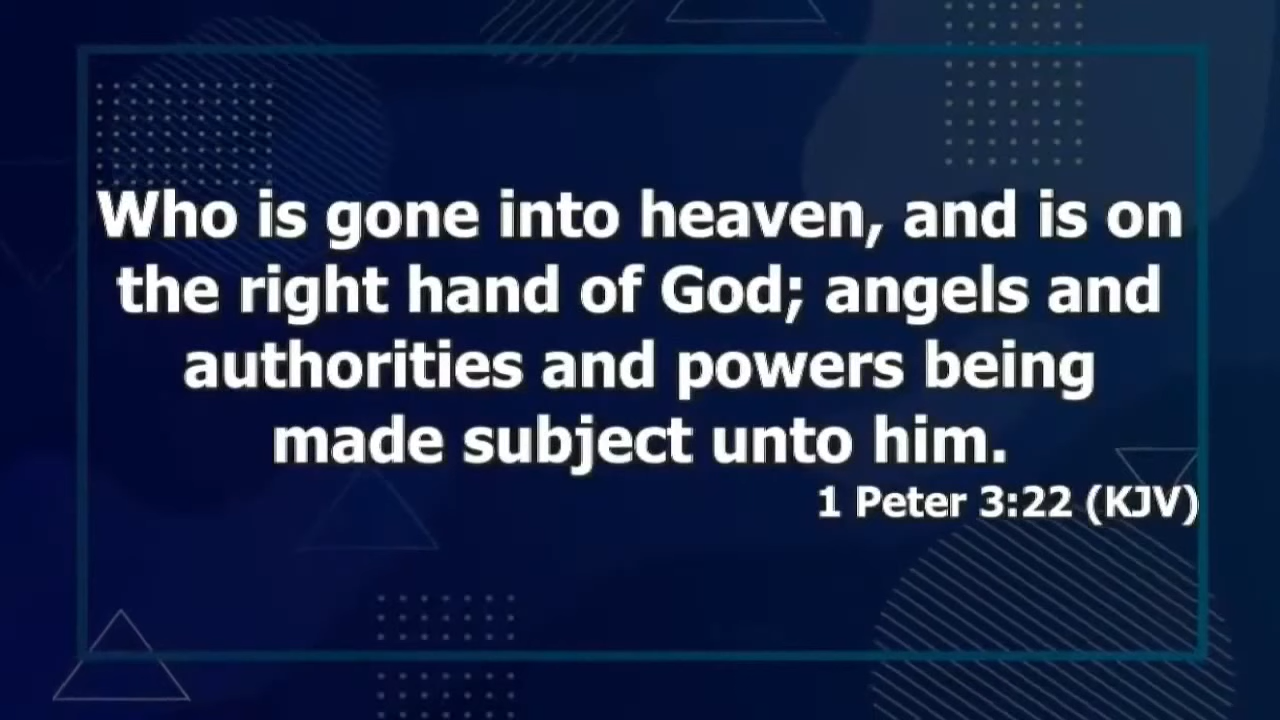 Who is gone into heaven, and is on
the right hand of God; angels and
authorities and powers being
made subject unto him.
1 Peter 3:22 (KJV)